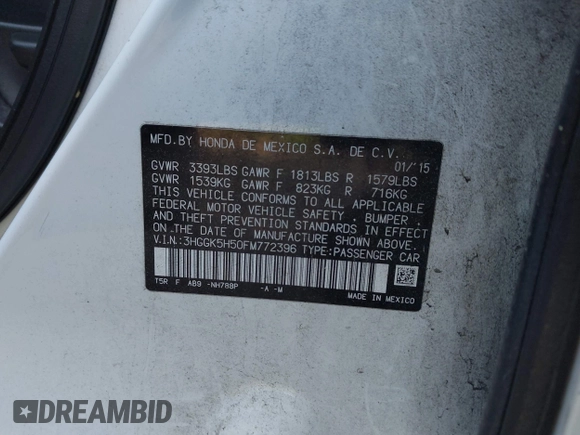 MFD.BY HONDA DE MEXICO S.A. DE C.V. 01/'15
GVWR 3393LBS GAWR F 1813LBS R 1579LBS
GVWR 1539KG GAWR F 823KG R 716KG
THIS VEHICLE CONFORMS TO ALL APPLICABLE
FEDERAL MOTOR VEHICLE SAFETY , BUMPER ,
AND THEFT PREVENTION STANDARDS IN EFFECT
ON THE DATE OF MANUFACTURE SHOWN ABOVE.
V.I.N:3HGGK5H50FM772396 TYPE:PASSENGER CAR
T5R F AB9 -NH788P -A -M MADE IN MEXICO
DREAMBID